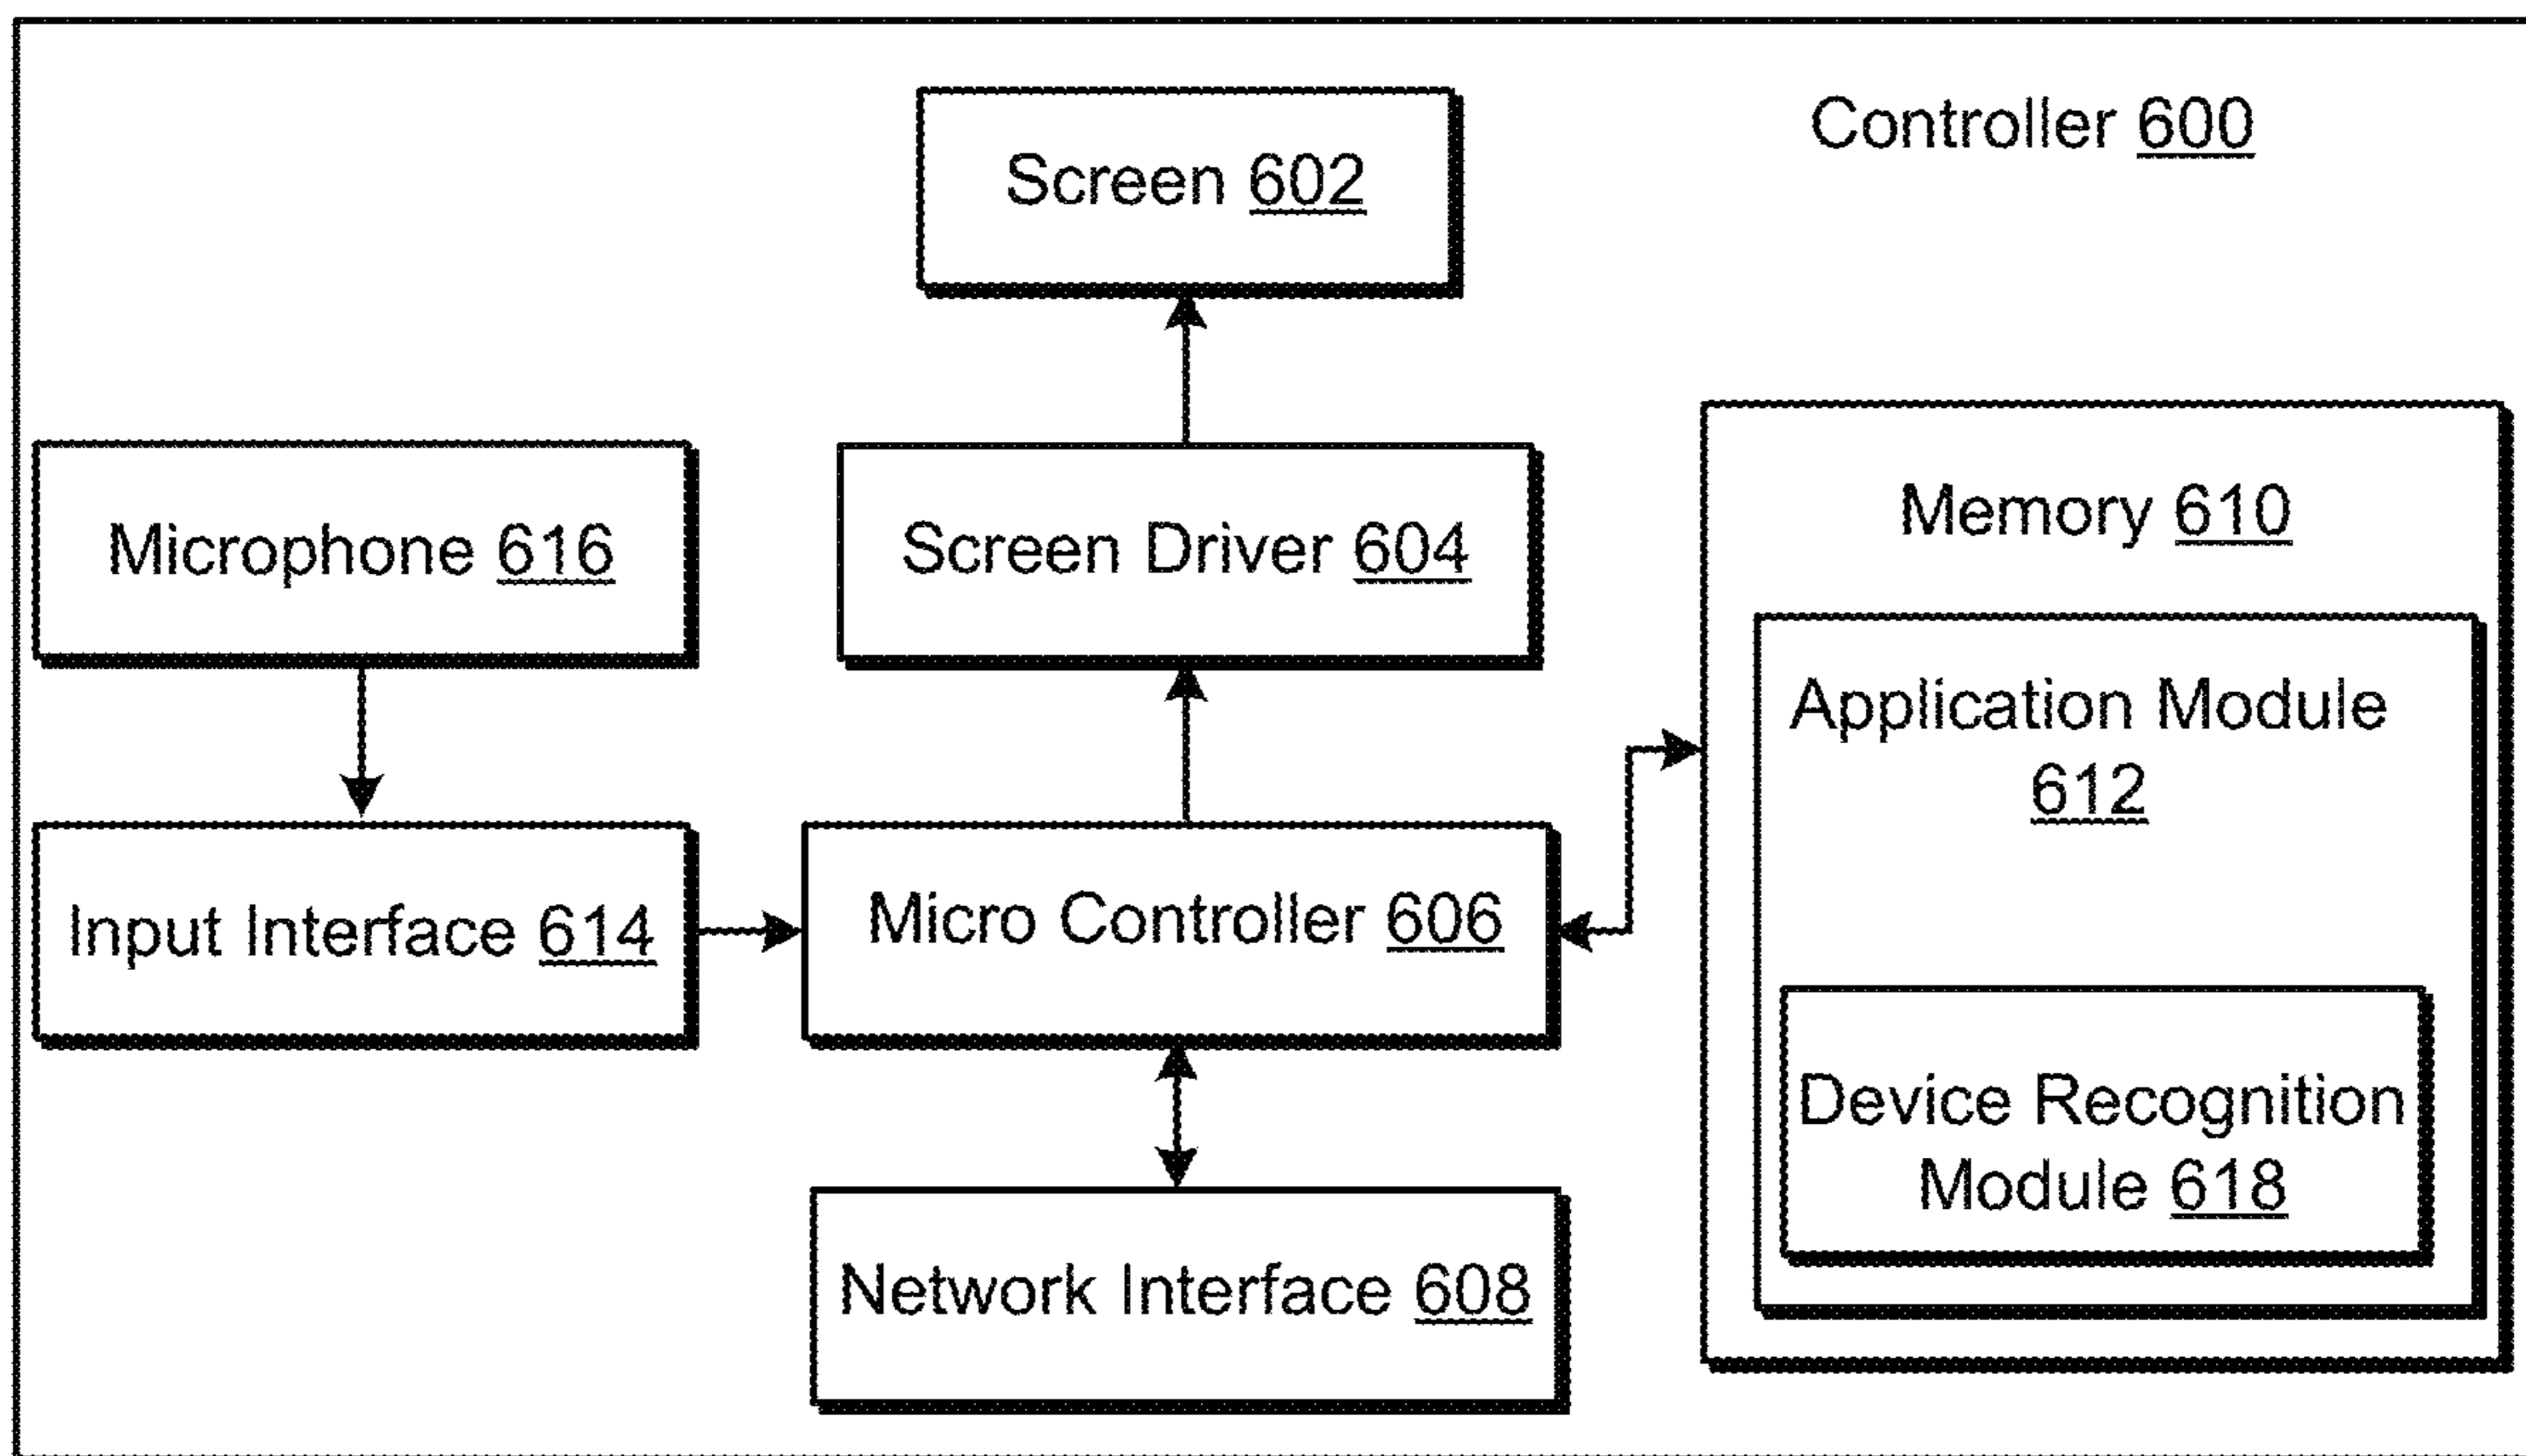 Controller 600
Screen 602
Microphone 616
Screen Driver 604
Memory 610
Application Module
612
Input Interface 614
Micro Controller 606
Device Recognition
Module 618
Network Interface 608